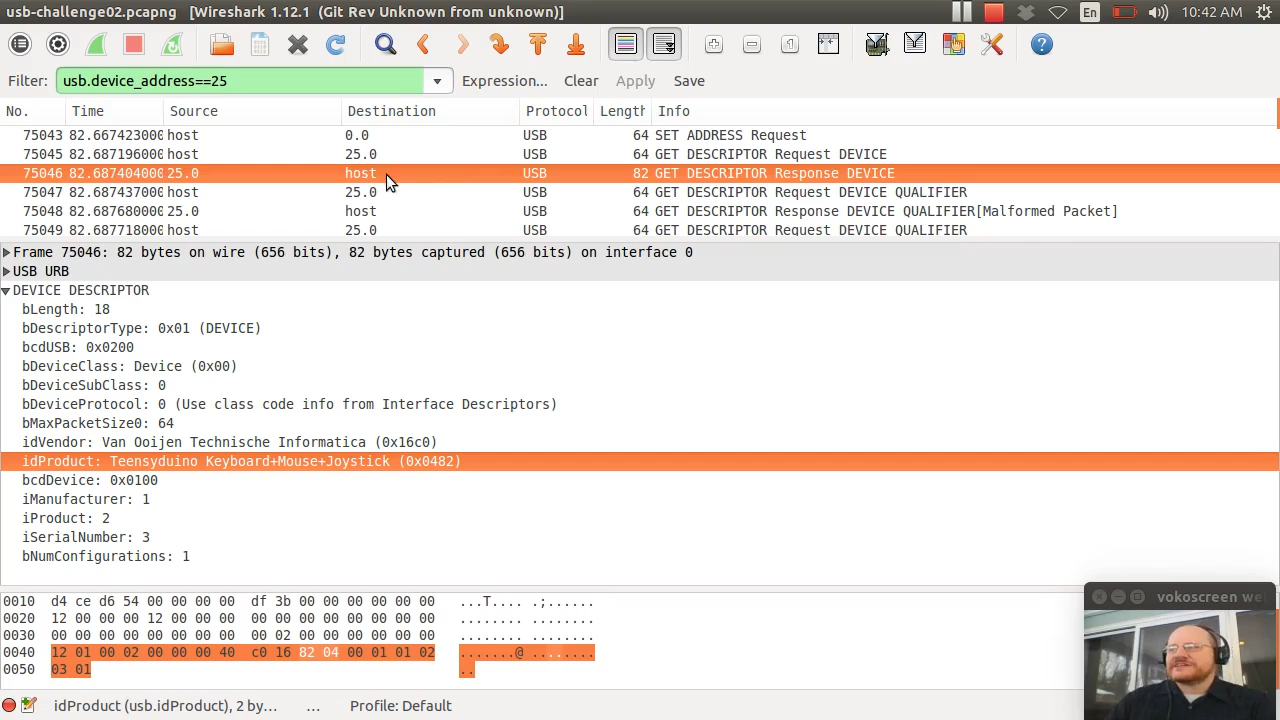 usb-challenge02.pcapng   [Wireshark 1.12.1  (Git Rev Unknown from unknown)]
En
10:42 AM
Filter: usb.device_address==25 Expression... Clear Apply Save
No. Time Source Destination Protocol Length Info
75043 82.667423000 host 0.0 USB 64 SET ADDRESS Request
75045 82.687196000 host 25.0 USB 64 GET DESCRIPTOR Request DEVICE
75046 82.687404000 25.0 host USB 82 GET DESCRIPTOR Response DEVICE
75047 82.687437000 host 25.0 USB 64 GET DESCRIPTOR Request DEVICE QUALIFIER
75048 82.687680000 25.0 host USB 64 GET DESCRIPTOR Response DEVICE QUALIFIER[Malformed Packet]
75049 82.687718000 host 25.0 USB 64 GET DESCRIPTOR Request DEVICE QUALIFIER
Frame 75046: 82 bytes on wire (656 bits), 82 bytes captured (656 bits) on interface 0
USB URB
DEVICE DESCRIPTOR
bLength: 18
bDescriptorType: 0x01 (DEVICE)
bcdUSB: 0x0200
bDeviceClass: Device (0x00)
bDeviceSubClass: 0
bDeviceProtocol: 0 (Use class code info from Interface Descriptors)
bMaxPacketSize0: 64
idVendor: Van Ooijen Technische Informatica (0x16c0)
idProduct: Teensyduino Keyboard+Mouse+Joystick (0x0482)
bcdDevice: 0x0100
iManufacturer: 1
iProduct: 2
iSerialNumber: 3
bNumConfigurations: 1
0010 d4 ce d6 54 00 00 00 00 df 3b 00 00 00 00 00 00 ...T.... .;......
0020 12 00 00 00 12 00 00 00 00 00 00 00 00 00 00 00 ........ ........
0030 00 00 00 00 00 00 00 00 00 02 00 00 00 00 00 00 ........ ........
0040 12 01 00 02 00 00 00 40 c0 16 82 04 00 01 01 02 .......@ ........
0050 03 01 ..
vokoscreen we
idProduct (usb.idProduct), 2 by... ... Profile: Default